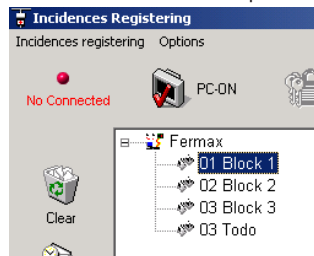 Incidences Registering
Incidences registering Options
No Connected
PC-ON
Fermax
01 Block 1
02 Block 2
03 Block 3
03 Todo
Clear